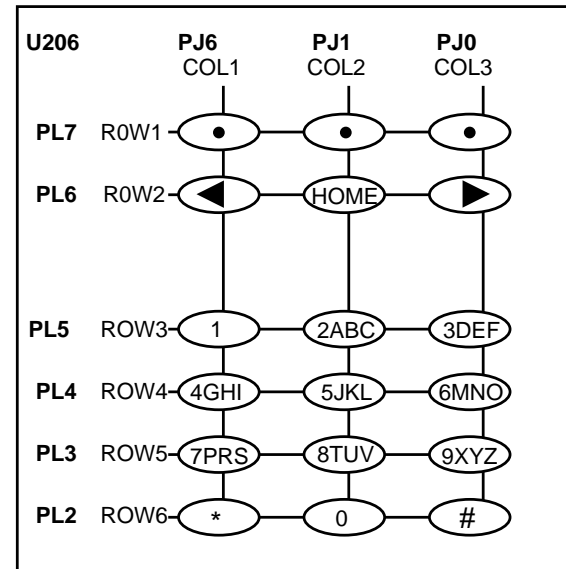 U206 PJ6 PJ1 PJ0
COL1 COL2 COL3
PL7 R0W1 • • •
PL6 R0W2 ◀ HOME ▶
PL5 ROW3 1 2ABC 3DEF
PL4 ROW4 4GHI 5JKL 6MNO
PL3 ROW5 7PRS 8TUV 9XYZ
PL2 ROW6 * 0 #